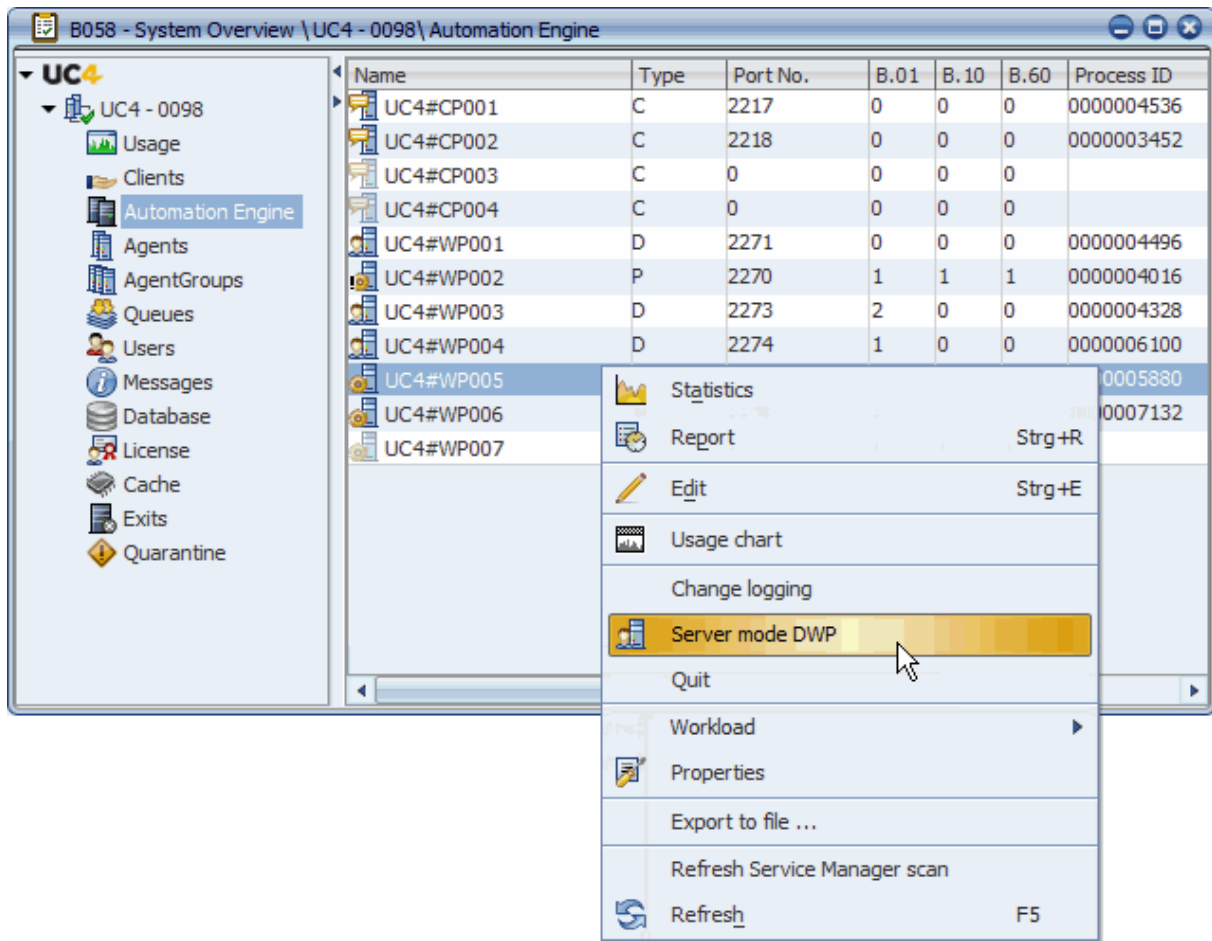 B058 - System Overview \ UC4 - 0098\ Automation Engine
UC4
UC4 - 0098
Usage
Clients
Automation Engine
Agents
AgentGroups
Queues
Users
Messages
Database
License
Cache
Exits
Quarantine
Name Type Port No. B.01 B.10 B.60 Process ID
UC4#CP001 C 2217 0 0 0 0000004536
UC4#CP002 C 2218 0 0 0 0000003452
UC4#CP003 C 0 0 0 0
UC4#CP004 C 0 0 0 0
UC4#WP001 D 2271 0 0 0 0000004496
UC4#WP002 P 2270 1 1 1 0000004016
UC4#WP003 D 2273 2 0 0 0000004328
UC4#WP004 D 2274 1 0 0 0000006100
UC4#WP005 0005880
UC4#WP006 0007132
UC4#WP007
Statistics
Report Strg+R
Edit Strg+E
Usage chart
Change logging
Server mode DWP
Quit
Workload
Properties
Export to file ...
Refresh Service Manager scan
Refresh F5